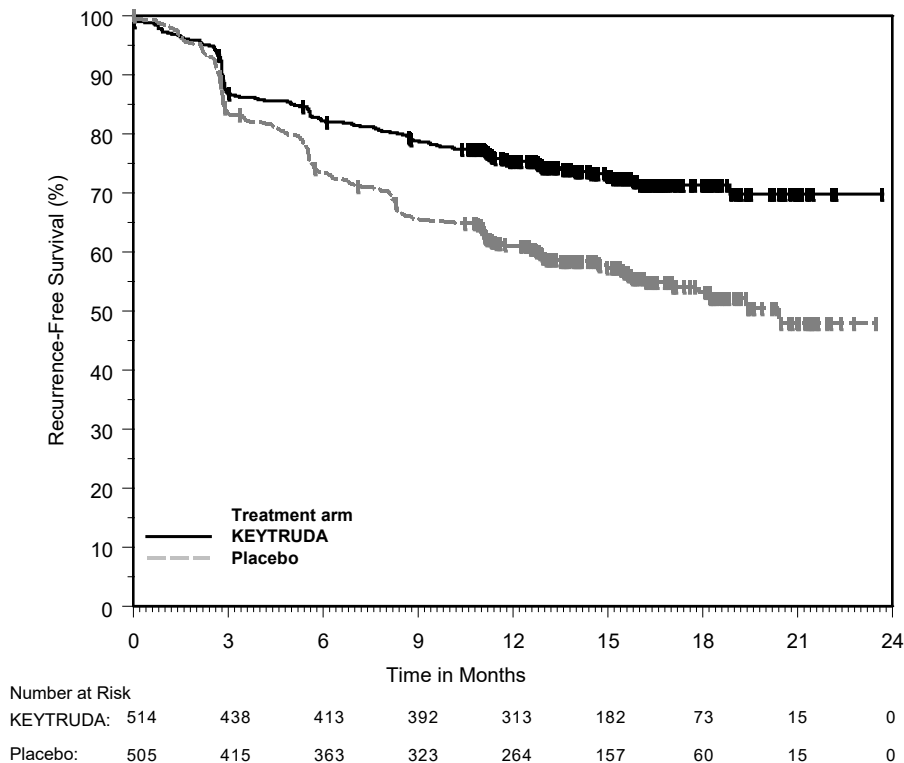 Recurrence-Free Survival (%)
100
90
80
70
60
50
40
30
20
10
0
Treatment arm
KEYTRUDA
Placebo
0 3 6 9 12 15 18 21 24
Time in Months
Number at Risk
KEYTRUDA: 514 438 413 392 313 182 73 15 0
Placebo: 505 415 363 323 264 157 60 15 0